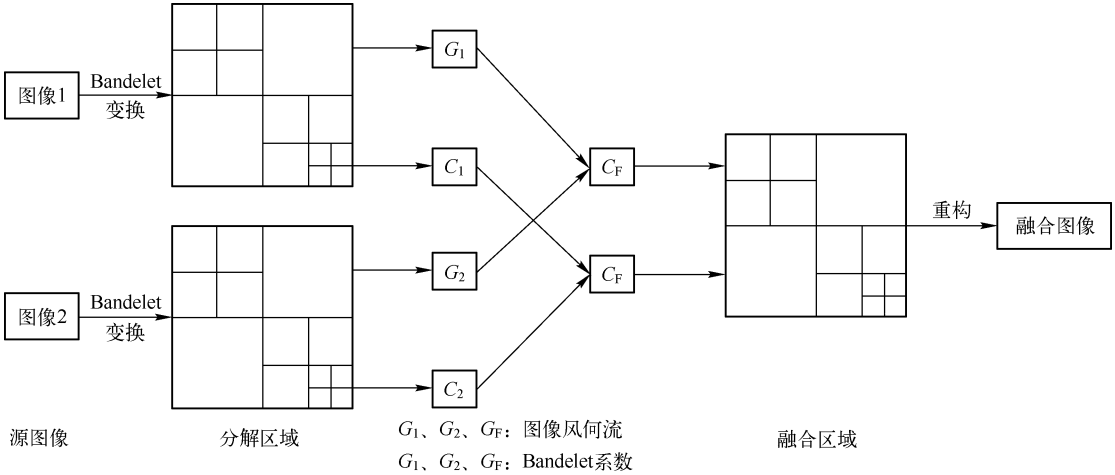 图像1
Bandelet
变换
G1
C1
CF
重构
融合图像
图像2
Bandelet
变换
G2
CF
C2
源图像
分解区域
G1、G2、GF：图像风何流
G1、G2、GF：Bandelet系数
融合区域